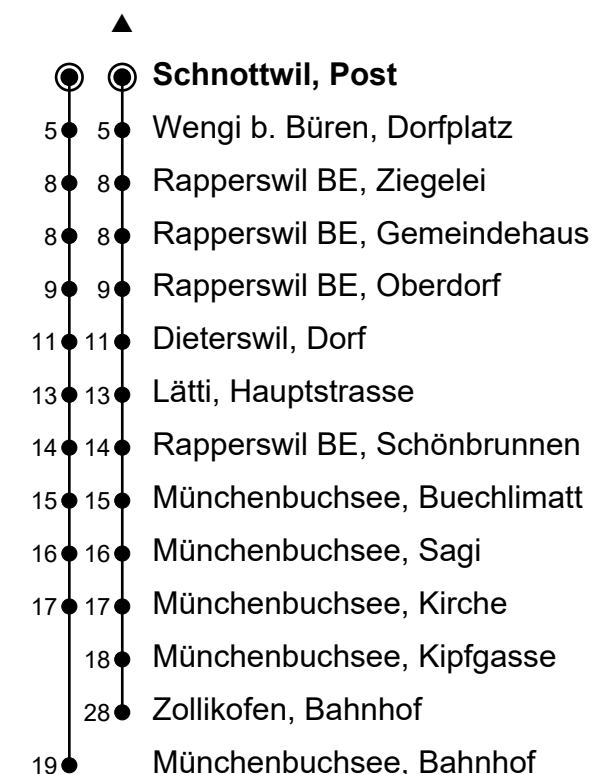 Schnottwil, Post
5 5 Wengi b. Büren, Dorfplatz
8 8 Rapperswil BE, Ziegelei
8 8 Rapperswil BE, Gemeindehaus
9 9 Rapperswil BE, Oberdorf
11 11 Dieterswil, Dorf
13 13 Lätti, Hauptstrasse
14 14 Rapperswil BE, Schönbrunnen
15 15 Münchenbuchsee, Buechlimatt
16 16 Münchenbuchsee, Sagi
17 17 Münchenbuchsee, Kirche
18 Münchenbuchsee, Kipfgasse
28 Zollikofen, Bahnhof
19 Münchenbuchsee, Bahnhof